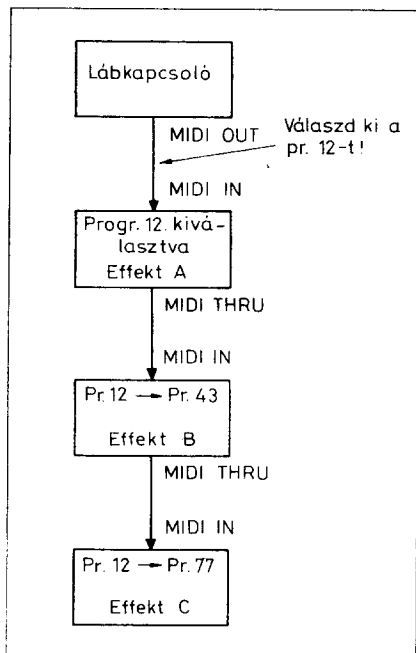 Lábkapcsoló
MIDI OUT
Válaszd ki a
pr. 12-t!
MIDI IN
Progr. 12. kivá-
lasztva
Effekt A
MIDI THRU
MIDI IN
Pr. 12 → Pr. 43
Effekt B
MIDI THRU
MIDI IN
Pr. 12 → Pr. 77
Effekt C